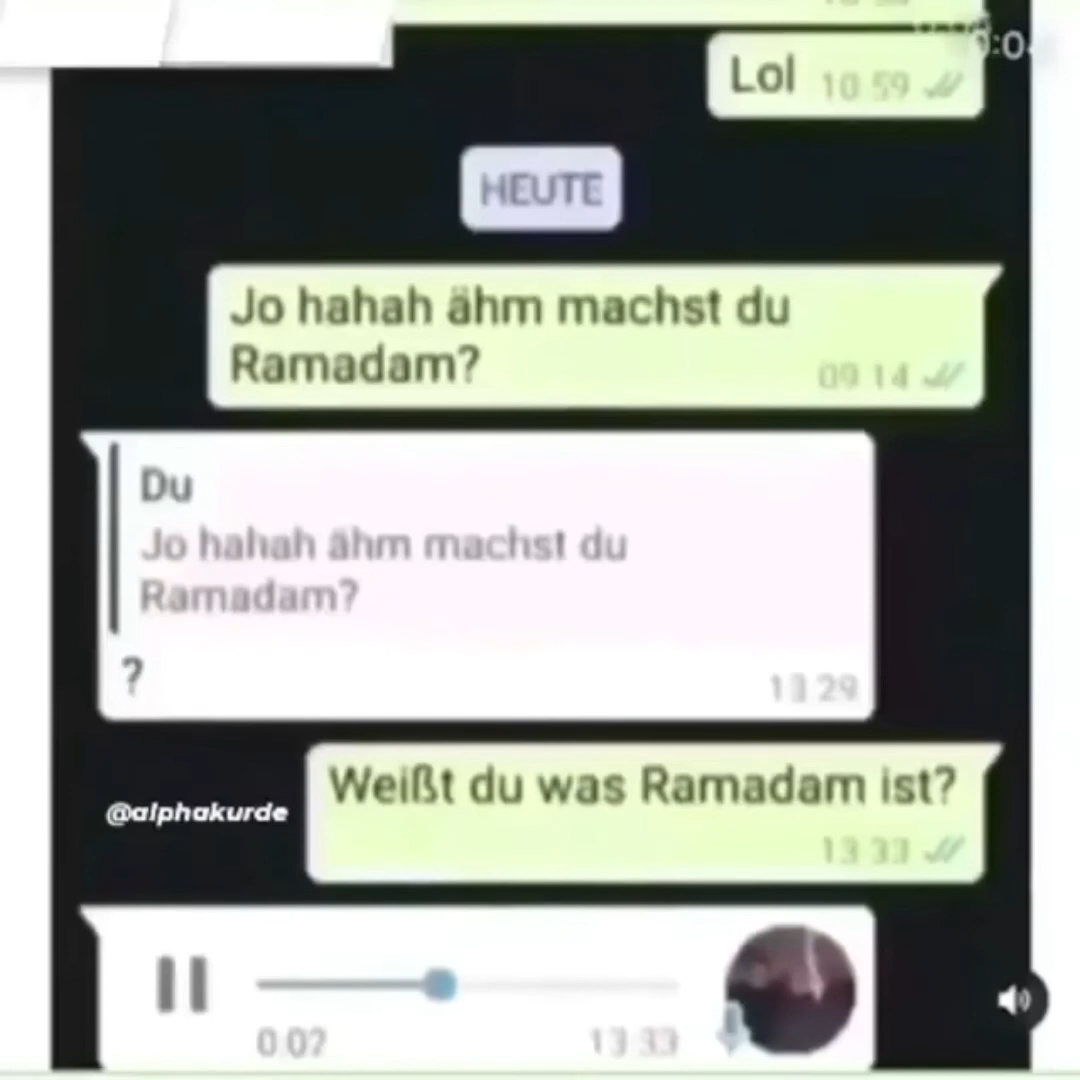 Lol 10:59
HEUTE
Jo hahah ähm machst du
Ramadam?
09:14
Du
Jo hahah ähm machst du
Ramadam?
?
13:29
Weißt du was Ramadam ist?
13:33
@alphakurde
0:07 13:33